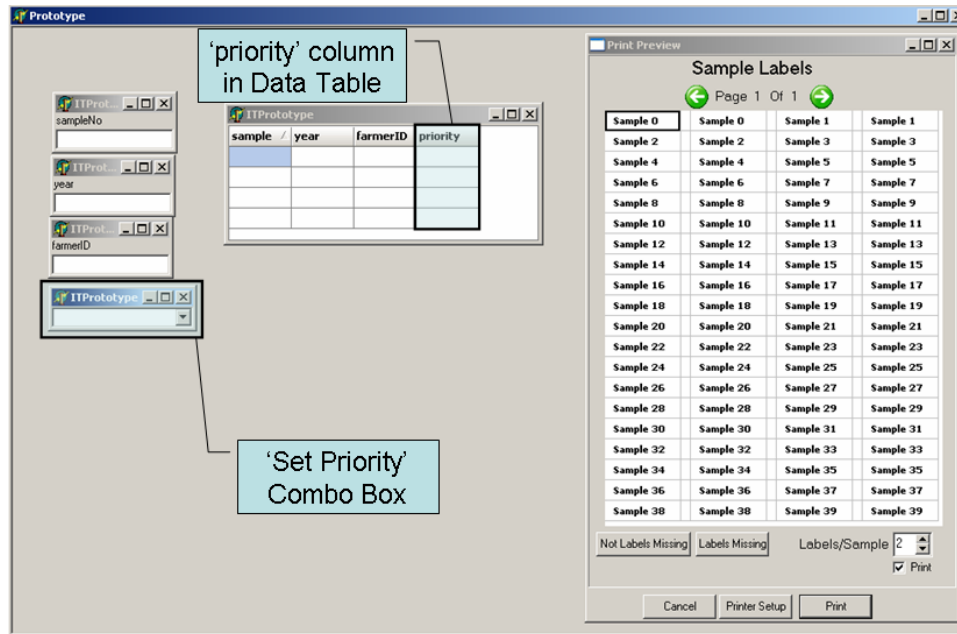 Prototype
'priority' column
in Data Table
ITProt...
sampleNo
ITProt...
year
ITProt...
farmerID
ITPrototype
ITPrototype
sample / year farmerID priority
'Set Priority'
Combo Box
Print Preview
Sample Labels
Page 1 Of 1
Sample 0 Sample 0 Sample 1 Sample 1
Sample 2 Sample 2 Sample 3 Sample 3
Sample 4 Sample 4 Sample 5 Sample 5
Sample 6 Sample 6 Sample 7 Sample 7
Sample 8 Sample 8 Sample 9 Sample 9
Sample 10 Sample 10 Sample 11 Sample 11
Sample 12 Sample 12 Sample 13 Sample 13
Sample 14 Sample 14 Sample 15 Sample 15
Sample 16 Sample 16 Sample 17 Sample 17
Sample 18 Sample 18 Sample 19 Sample 19
Sample 20 Sample 20 Sample 21 Sample 21
Sample 22 Sample 22 Sample 23 Sample 23
Sample 24 Sample 24 Sample 25 Sample 25
Sample 26 Sample 26 Sample 27 Sample 27
Sample 28 Sample 28 Sample 29 Sample 29
Sample 30 Sample 30 Sample 31 Sample 31
Sample 32 Sample 32 Sample 33 Sample 33
Sample 34 Sample 34 Sample 35 Sample 35
Sample 36 Sample 36 Sample 37 Sample 37
Sample 38 Sample 38 Sample 39 Sample 39
Not Labels Missing Labels Missing Labels/Sample 2
Print
Cancel Printer Setup Print